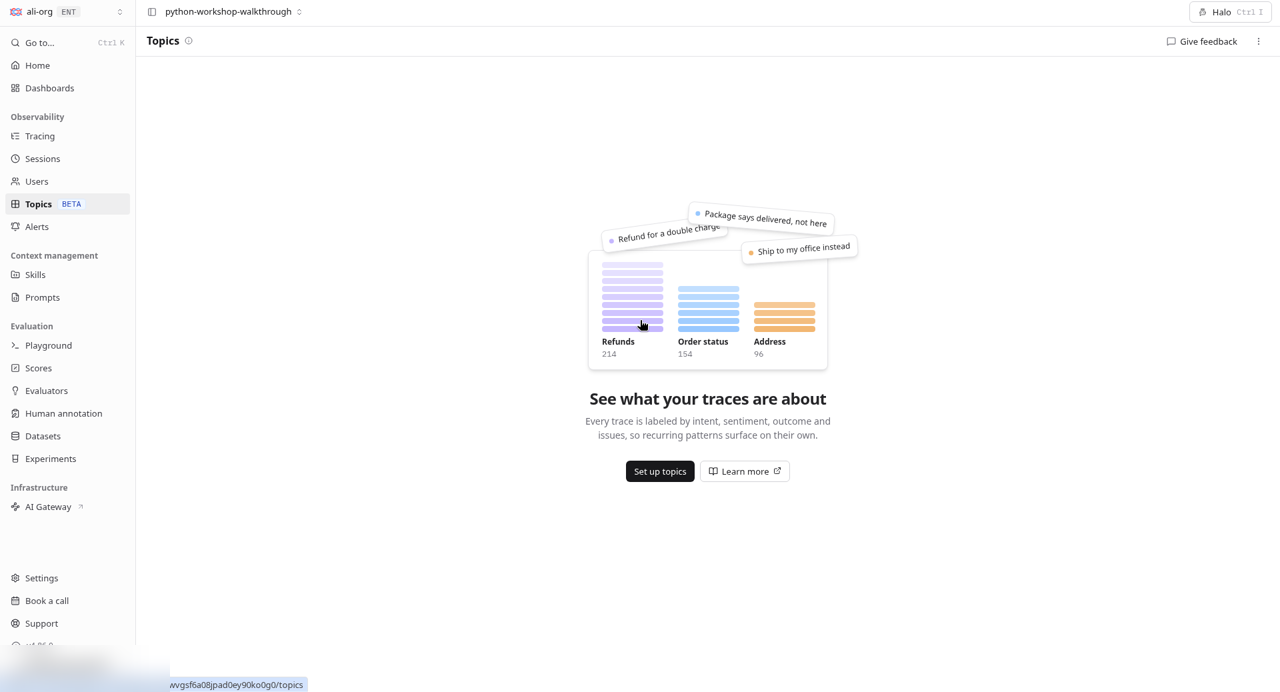 ali-org ENT
python-workshop-walkthrough
Halo Ctrl I
Go to... Ctrl K
Home
Dashboards
Observability
Tracing
Sessions
Users
Topics BETA
Alerts
Context management
Skills
Prompts
Evaluation
Playground
Scores
Evaluators
Human annotation
Datasets
Experiments
Infrastructure
AI Gateway
Settings
Book a call
Support
Topics
Give feedback
Package says delivered, not here
Refund for a double charge
Ship to my office instead
Refunds
214
Order status
154
Address
96
See what your traces are about
Every trace is labeled by intent, sentiment, outcome and
issues, so recurring patterns surface on their own.
Set up topics
Learn more
wvgsf6a08jpad0ey90ko0g0/topics